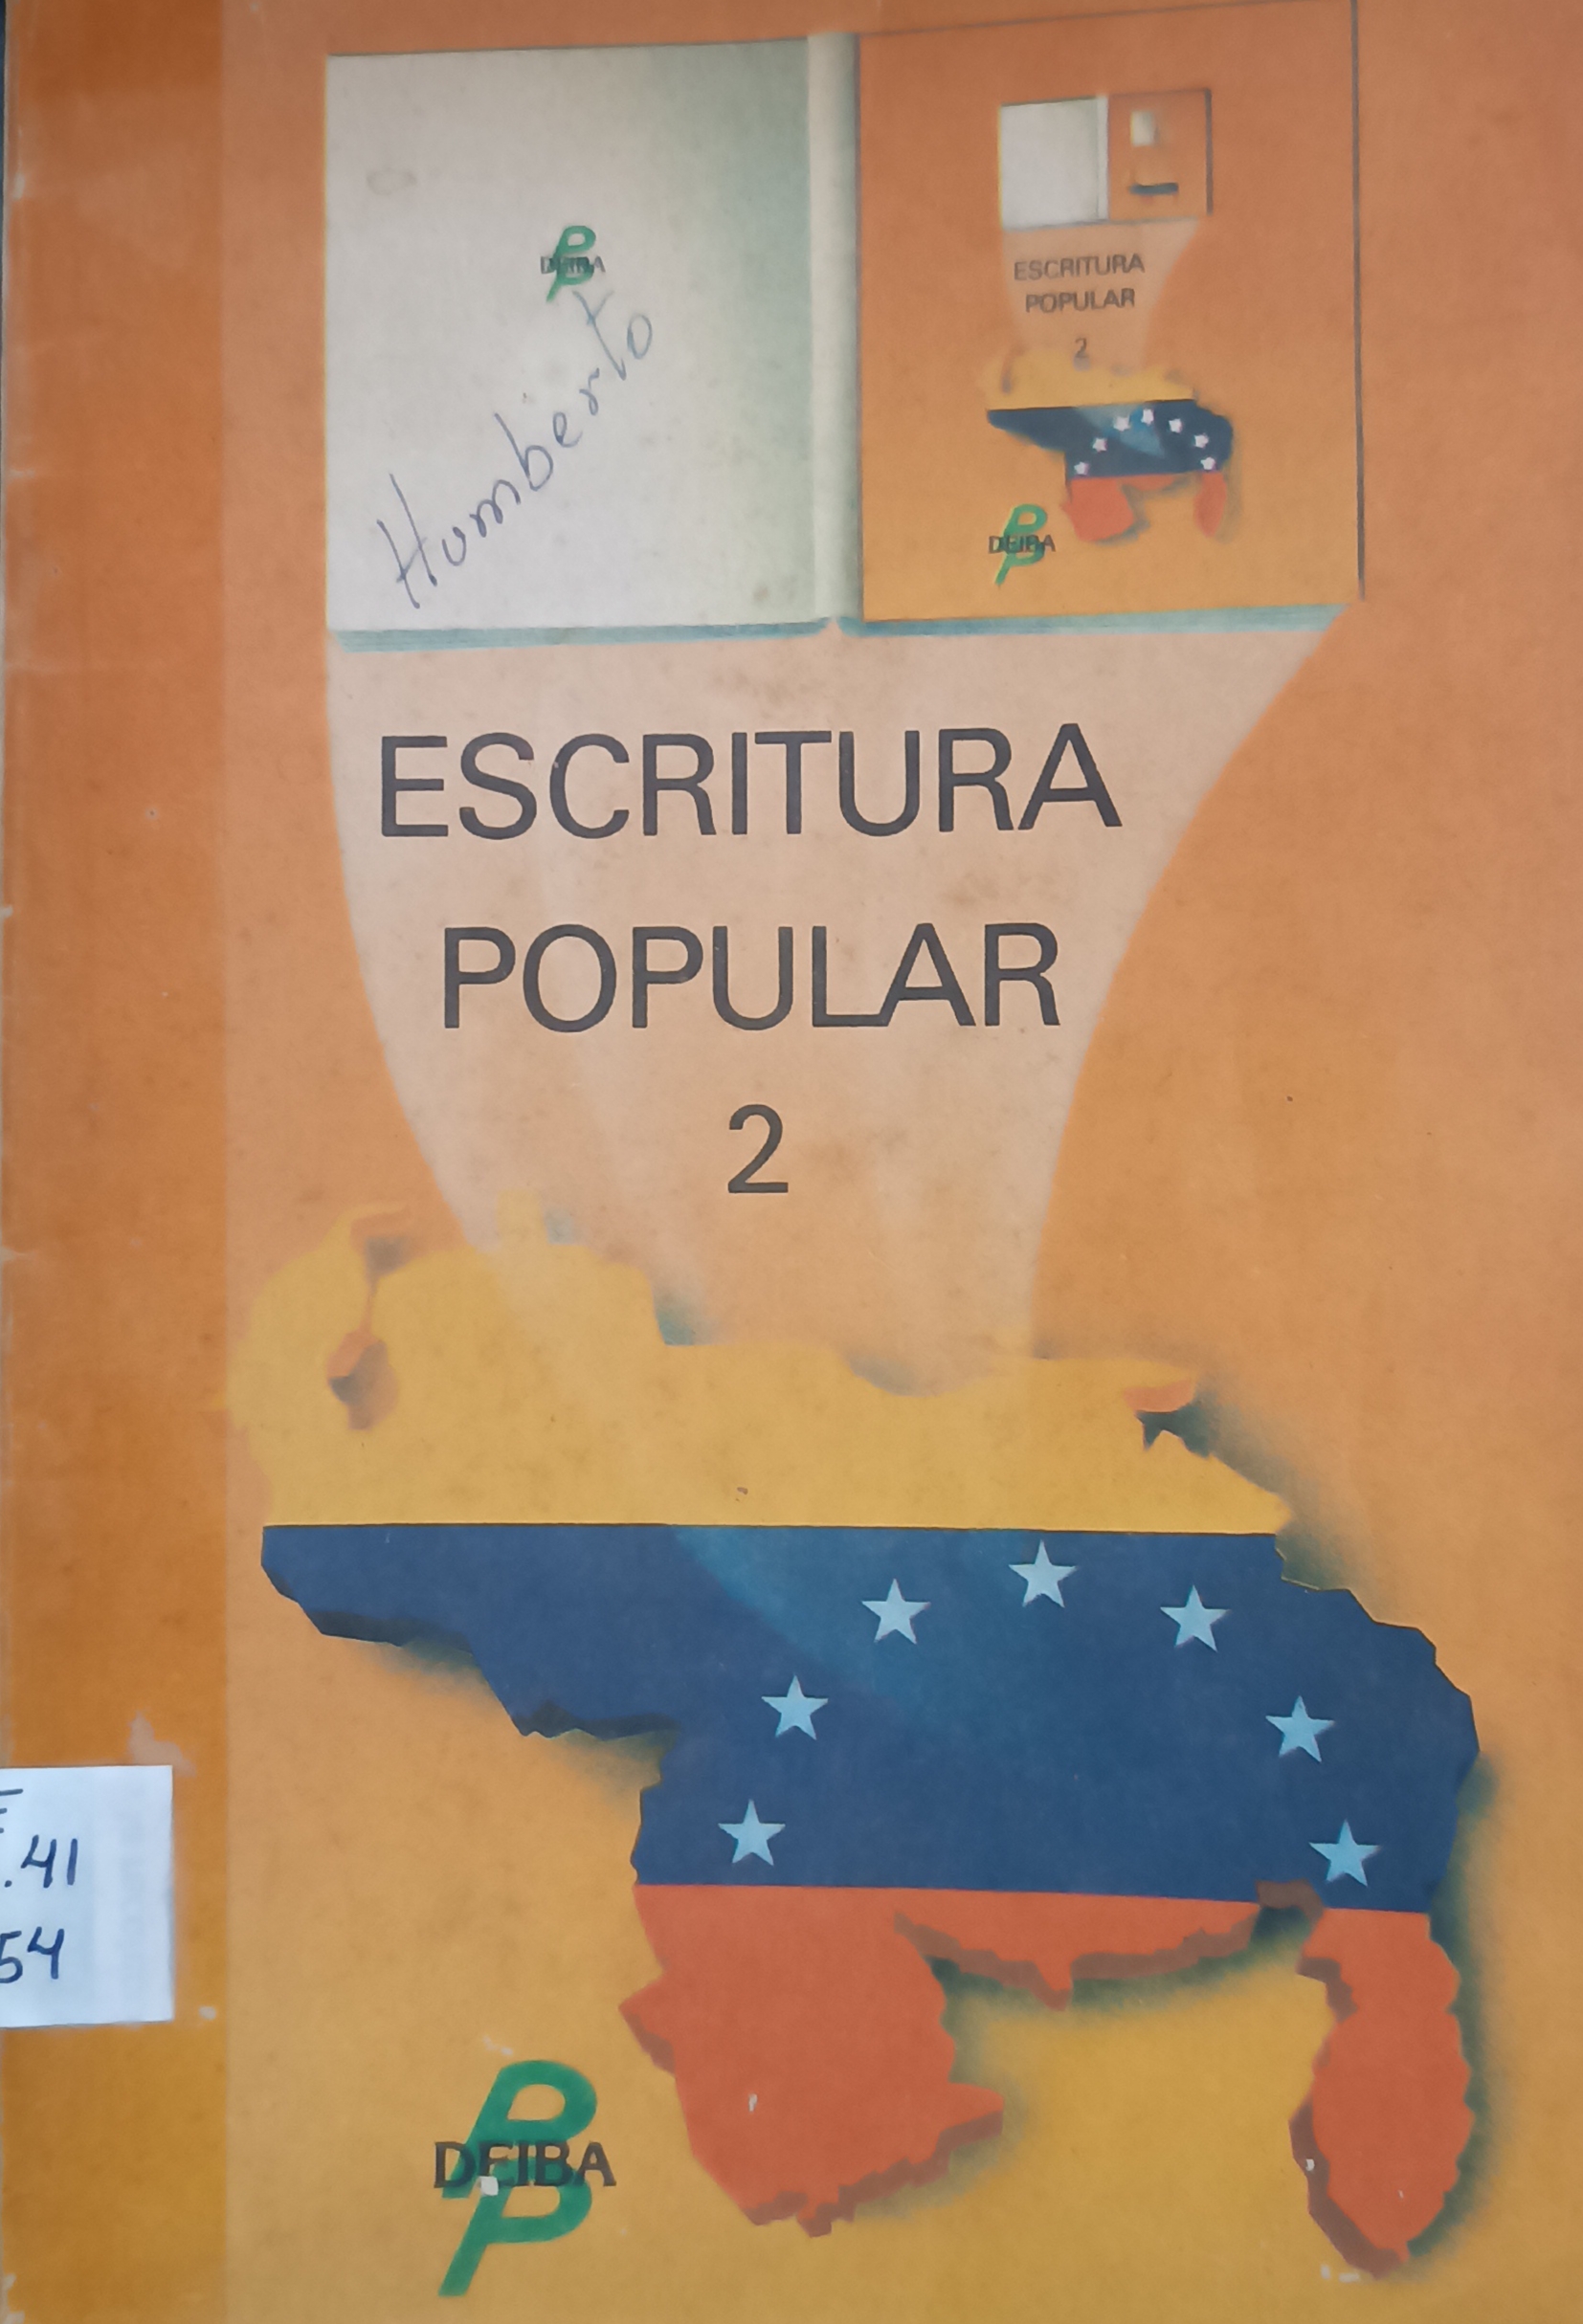 DEIBA
Humberto
ESCRITURA
POPULAR
2
DEIBA
ESCRITURA
POPULAR
2
.41
54
DEIBA